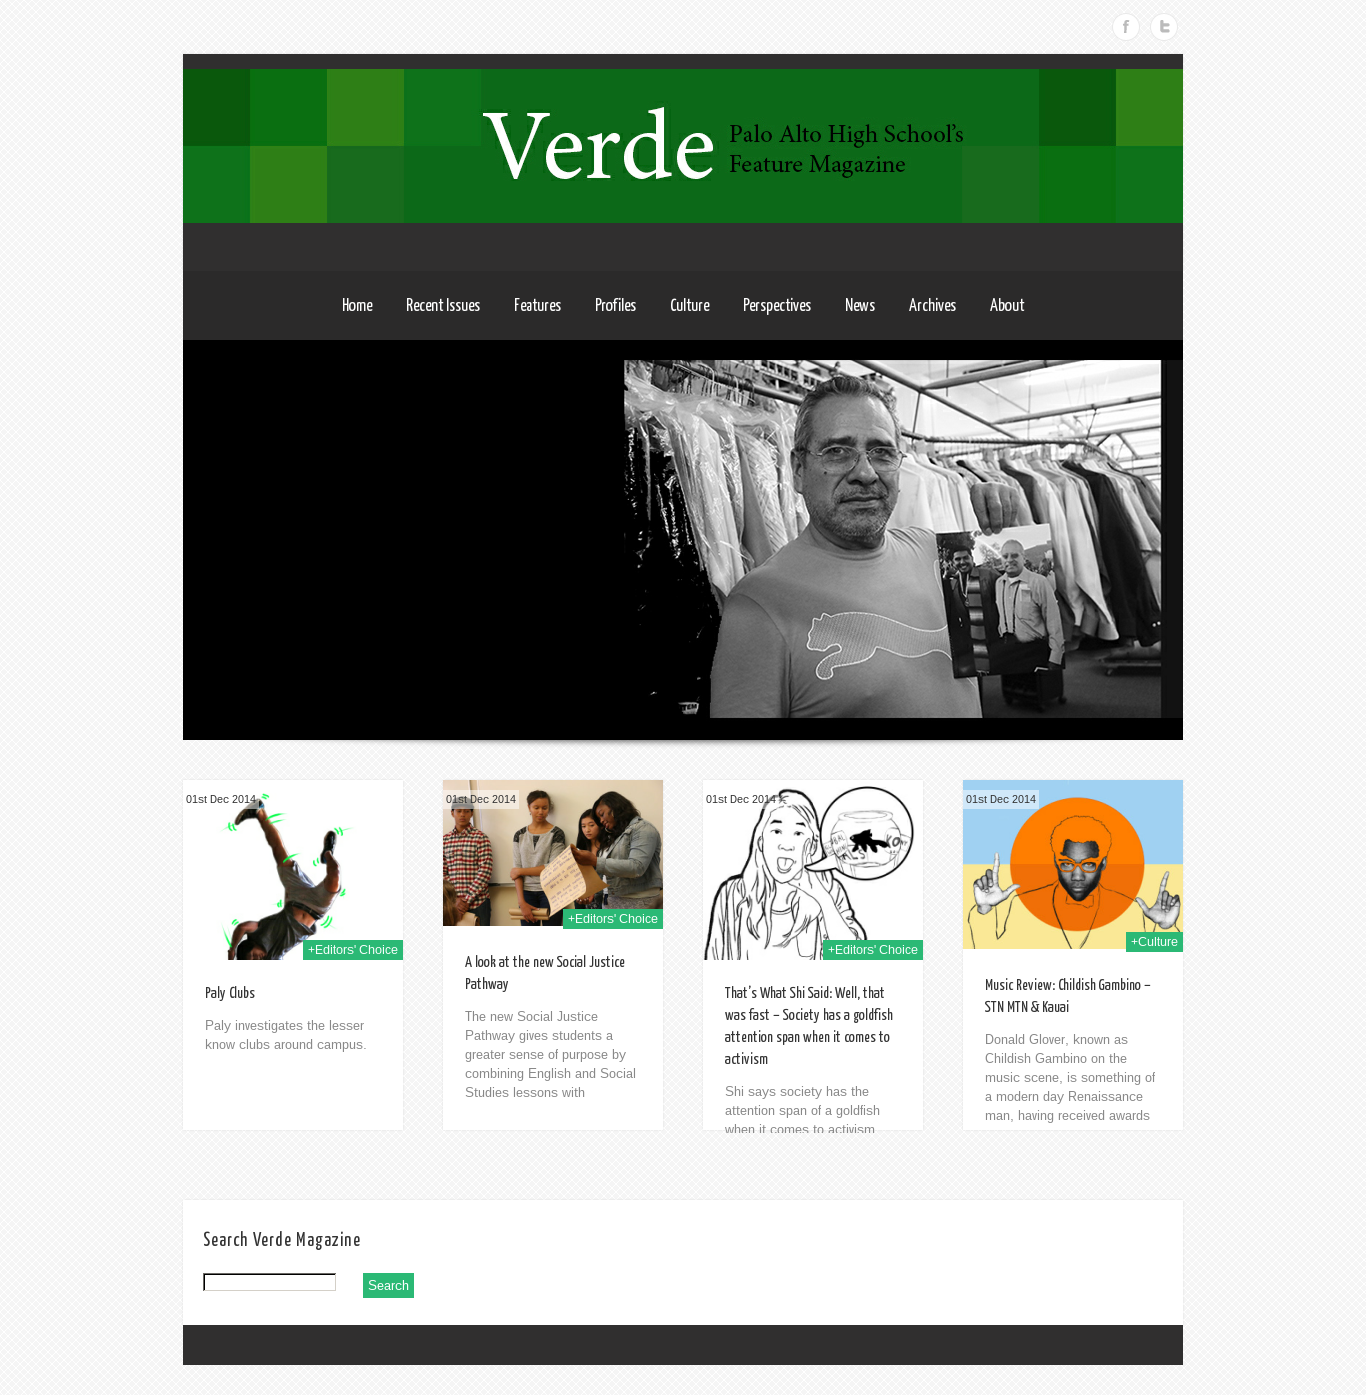 Verde
Palo Alto High School's
Feature Magazine
Home Recent Issues Features Profiles Culture Perspectives News Archives About
01st Dec 2014
+Editors' Choice
Paly Clubs
Paly investigates the lesser
know clubs around campus.
01st Dec 2014
+Editors' Choice
A look at the new Social Justice
Pathway
The new Social Justice
Pathway gives students a
greater sense of purpose by
combining English and Social
Studies lessons with
01st Dec 2014
+Editors' Choice
That's What Shi Said: Well, that
was fast – Society has a goldfish
attention span when it comes to
activism
Shi says society has the
attention span of a goldfish
when it comes to activism
01st Dec 2014
+Culture
Music Review: Childish Gambino –
STN MTN & Kauai
Donald Glover, known as
Childish Gambino on the
music scene, is something of
a modern day Renaissance
man, having received awards
Search Verde Magazine
Search